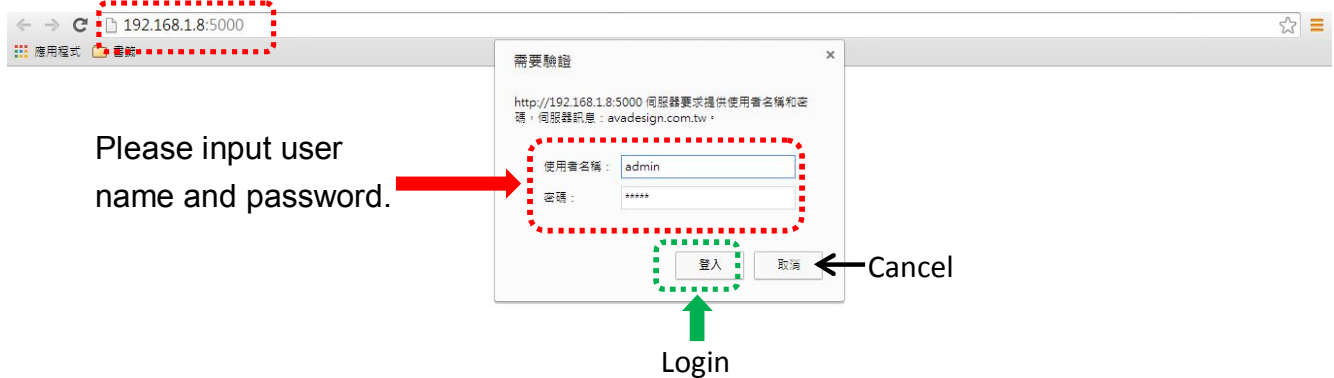 192.168.1.8:5000
應用程式 書籤
需要驗證 ×
http://192.168.1.8:5000 伺服器要求提供使用者名稱和密
碼，伺服器訊息：avadesign.com.tw。
Please input user
name and password.
使用者名稱： admin
密碼： *****
登入 取消
Cancel
Login